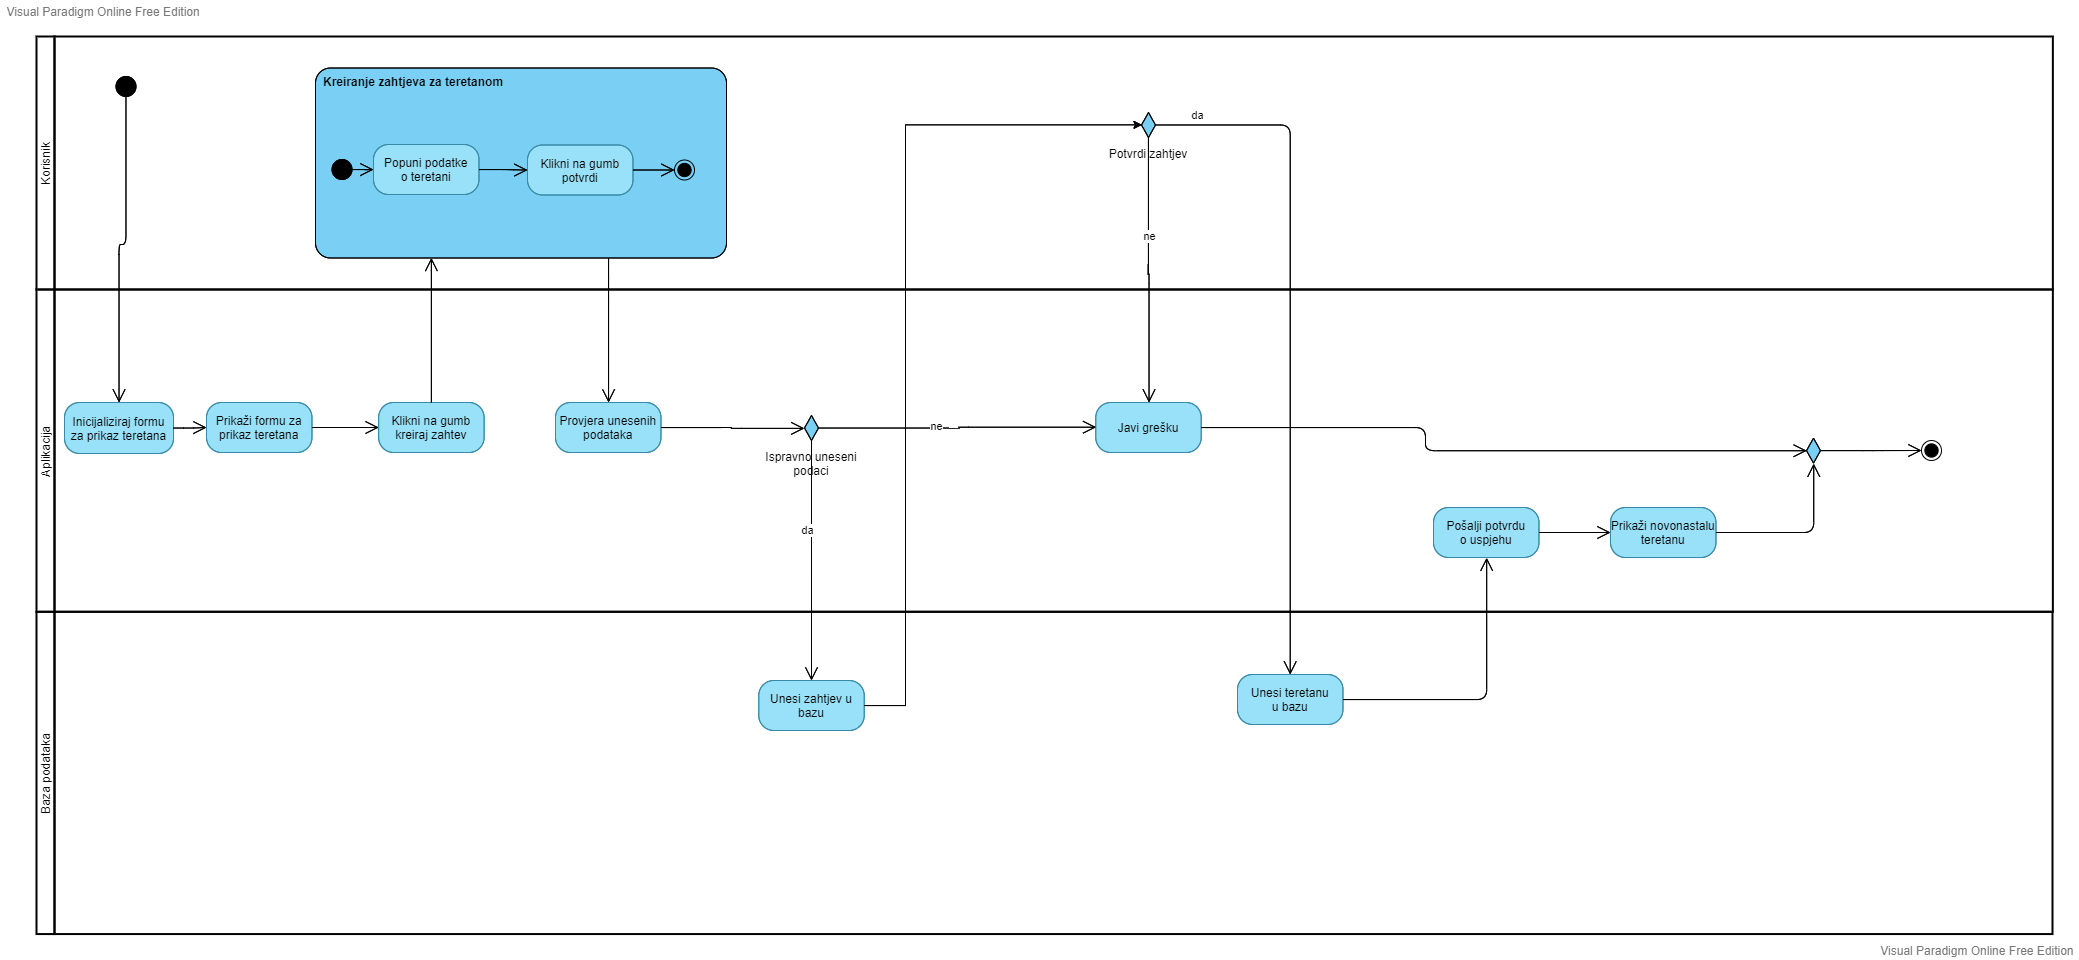 Visual Paradigm Online Free Edition
Korisnik
Kreiranje zahtjeva za teretanom
Popuni podatke
o teretani
Klikni na gumb
potvrdi
da
Potvrdi zahtjev
ne
Aplikacija
Inicijaliziraj formu
za prikaz teretana
Prikaži formu za
prikaz teretana
Klikni na gumb
kreiraj zahtev
Provjera unesenih
podataka
Ispravno uneseni
podaci
ne
da
Javi grešku
Pošalji potvrdu
o uspjehu
Prikaži novonastalu
teretanu
Baza podataka
Unesi zahtjev u
bazu
Unesi teretanu
u bazu
Visual Paradigm Online Free Edition